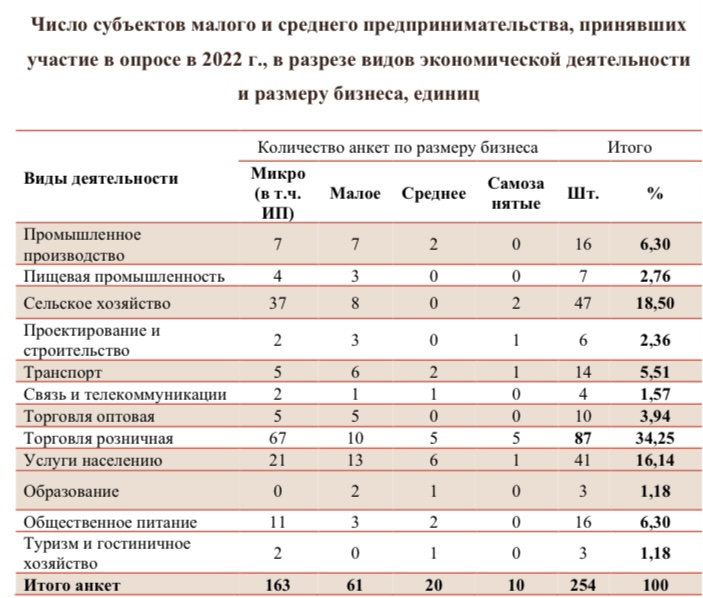 Число субъектов малого и среднего предпринимательства, принявших
участие в опросе в 2022 г., в разрезе видов экономической деятельности
и размеру бизнеса, единиц
Виды деятельности Количество анкет по размеру бизнеса Итого
Микро (в т.ч. ИП) Малое Среднее Самоза нятые Шт. %
Промышленное
производство 7 7 2 0 16 6,30
Пищевая промышленность 4 3 0 0 7 2,76
Сельское хозяйство 37 8 0 2 47 18,50
Проектирование и
строительство 2 3 0 1 6 2,36
Транспорт 5 6 2 1 14 5,51
Связь и телекоммуникации 2 1 1 0 4 1,57
Торговля оптовая 5 5 0 0 10 3,94
Торговля розничная 67 10 5 5 87 34,25
Услуги населению 21 13 6 1 41 16,14
Образование 0 2 1 0 3 1,18
Общественное питание 11 3 2 0 16 6,30
Туризм и гостиничное
хозяйство 2 0 1 0 3 1,18
Итого анкет 163 61 20 10 254 100